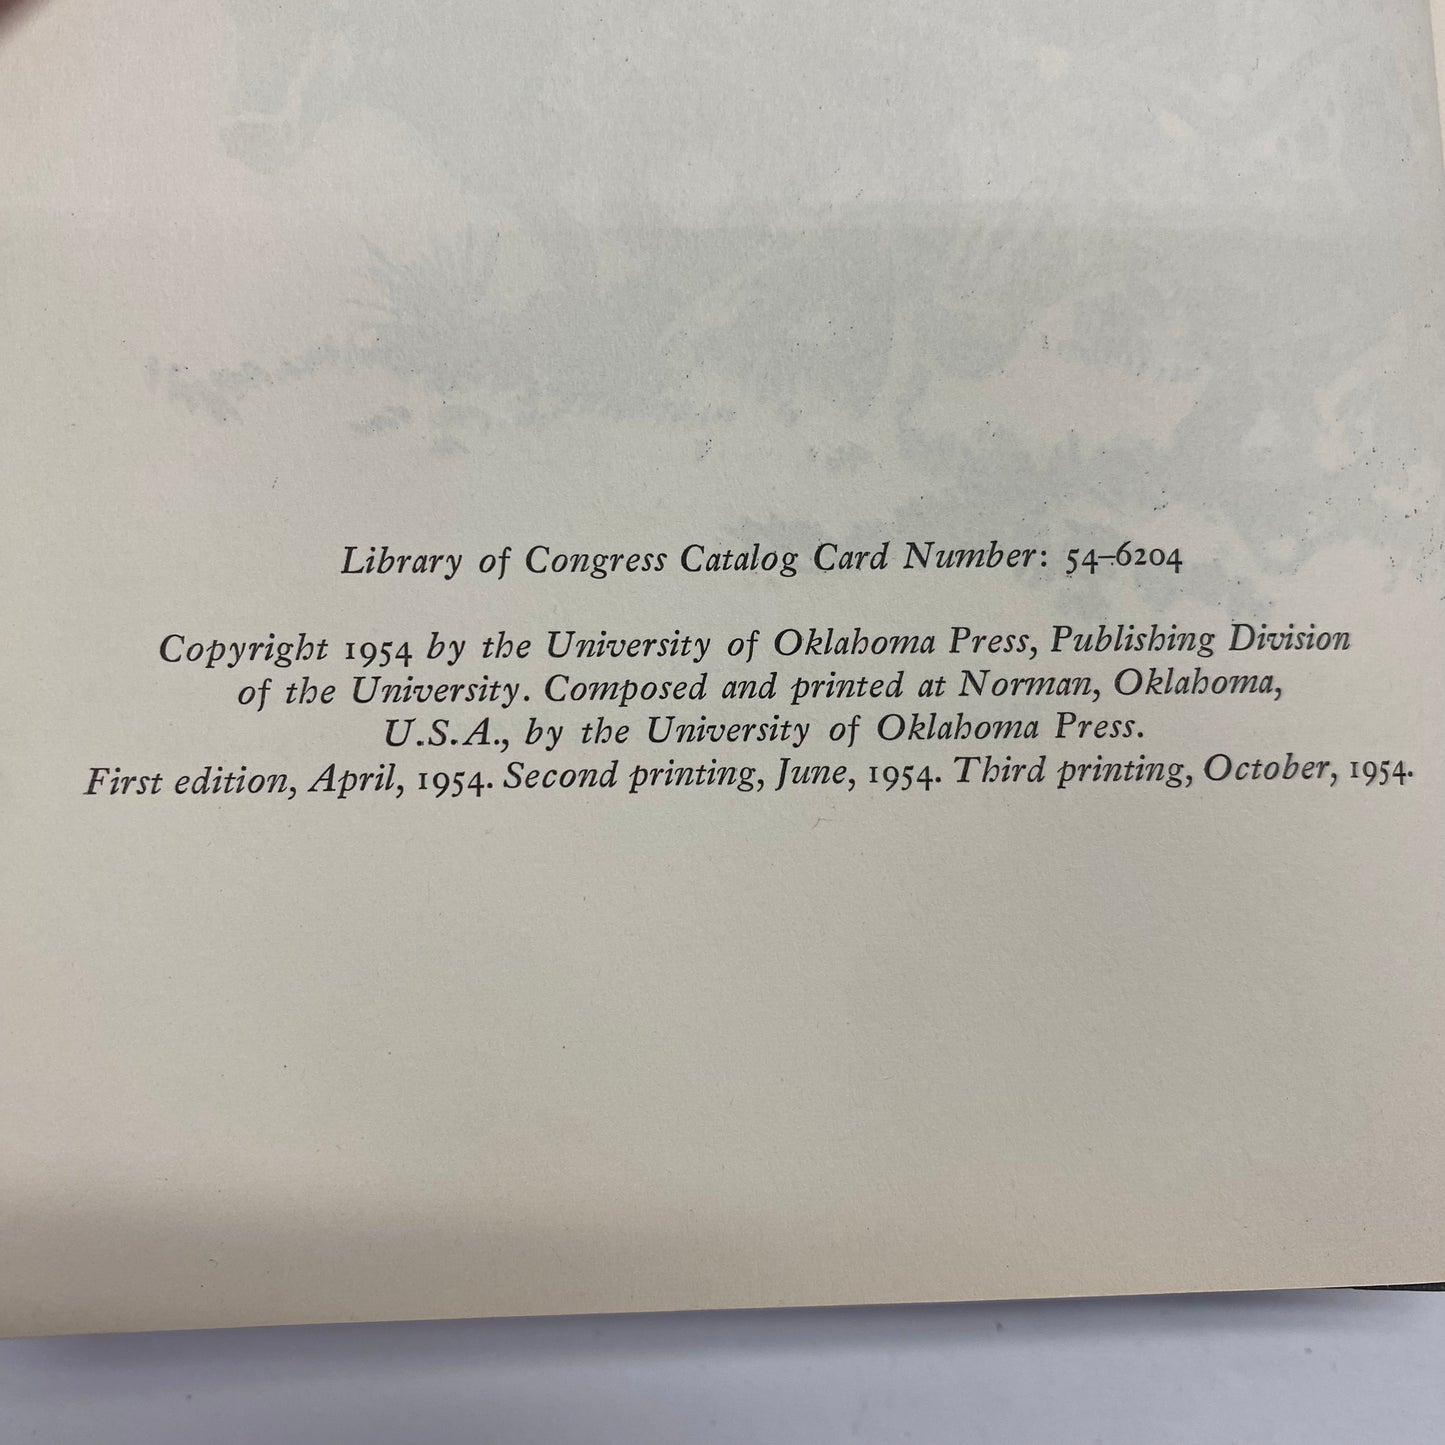 Library of Congress Catalog Card Number: 54–6204
Copyright 1954 by the University of Oklahoma Press, Publishing Division
of the University. Composed and printed at Norman, Oklahoma,
U.S.A., by the University of Oklahoma Press.
First edition, April, 1954. Second printing, June, 1954. Third printing, October, 1954.